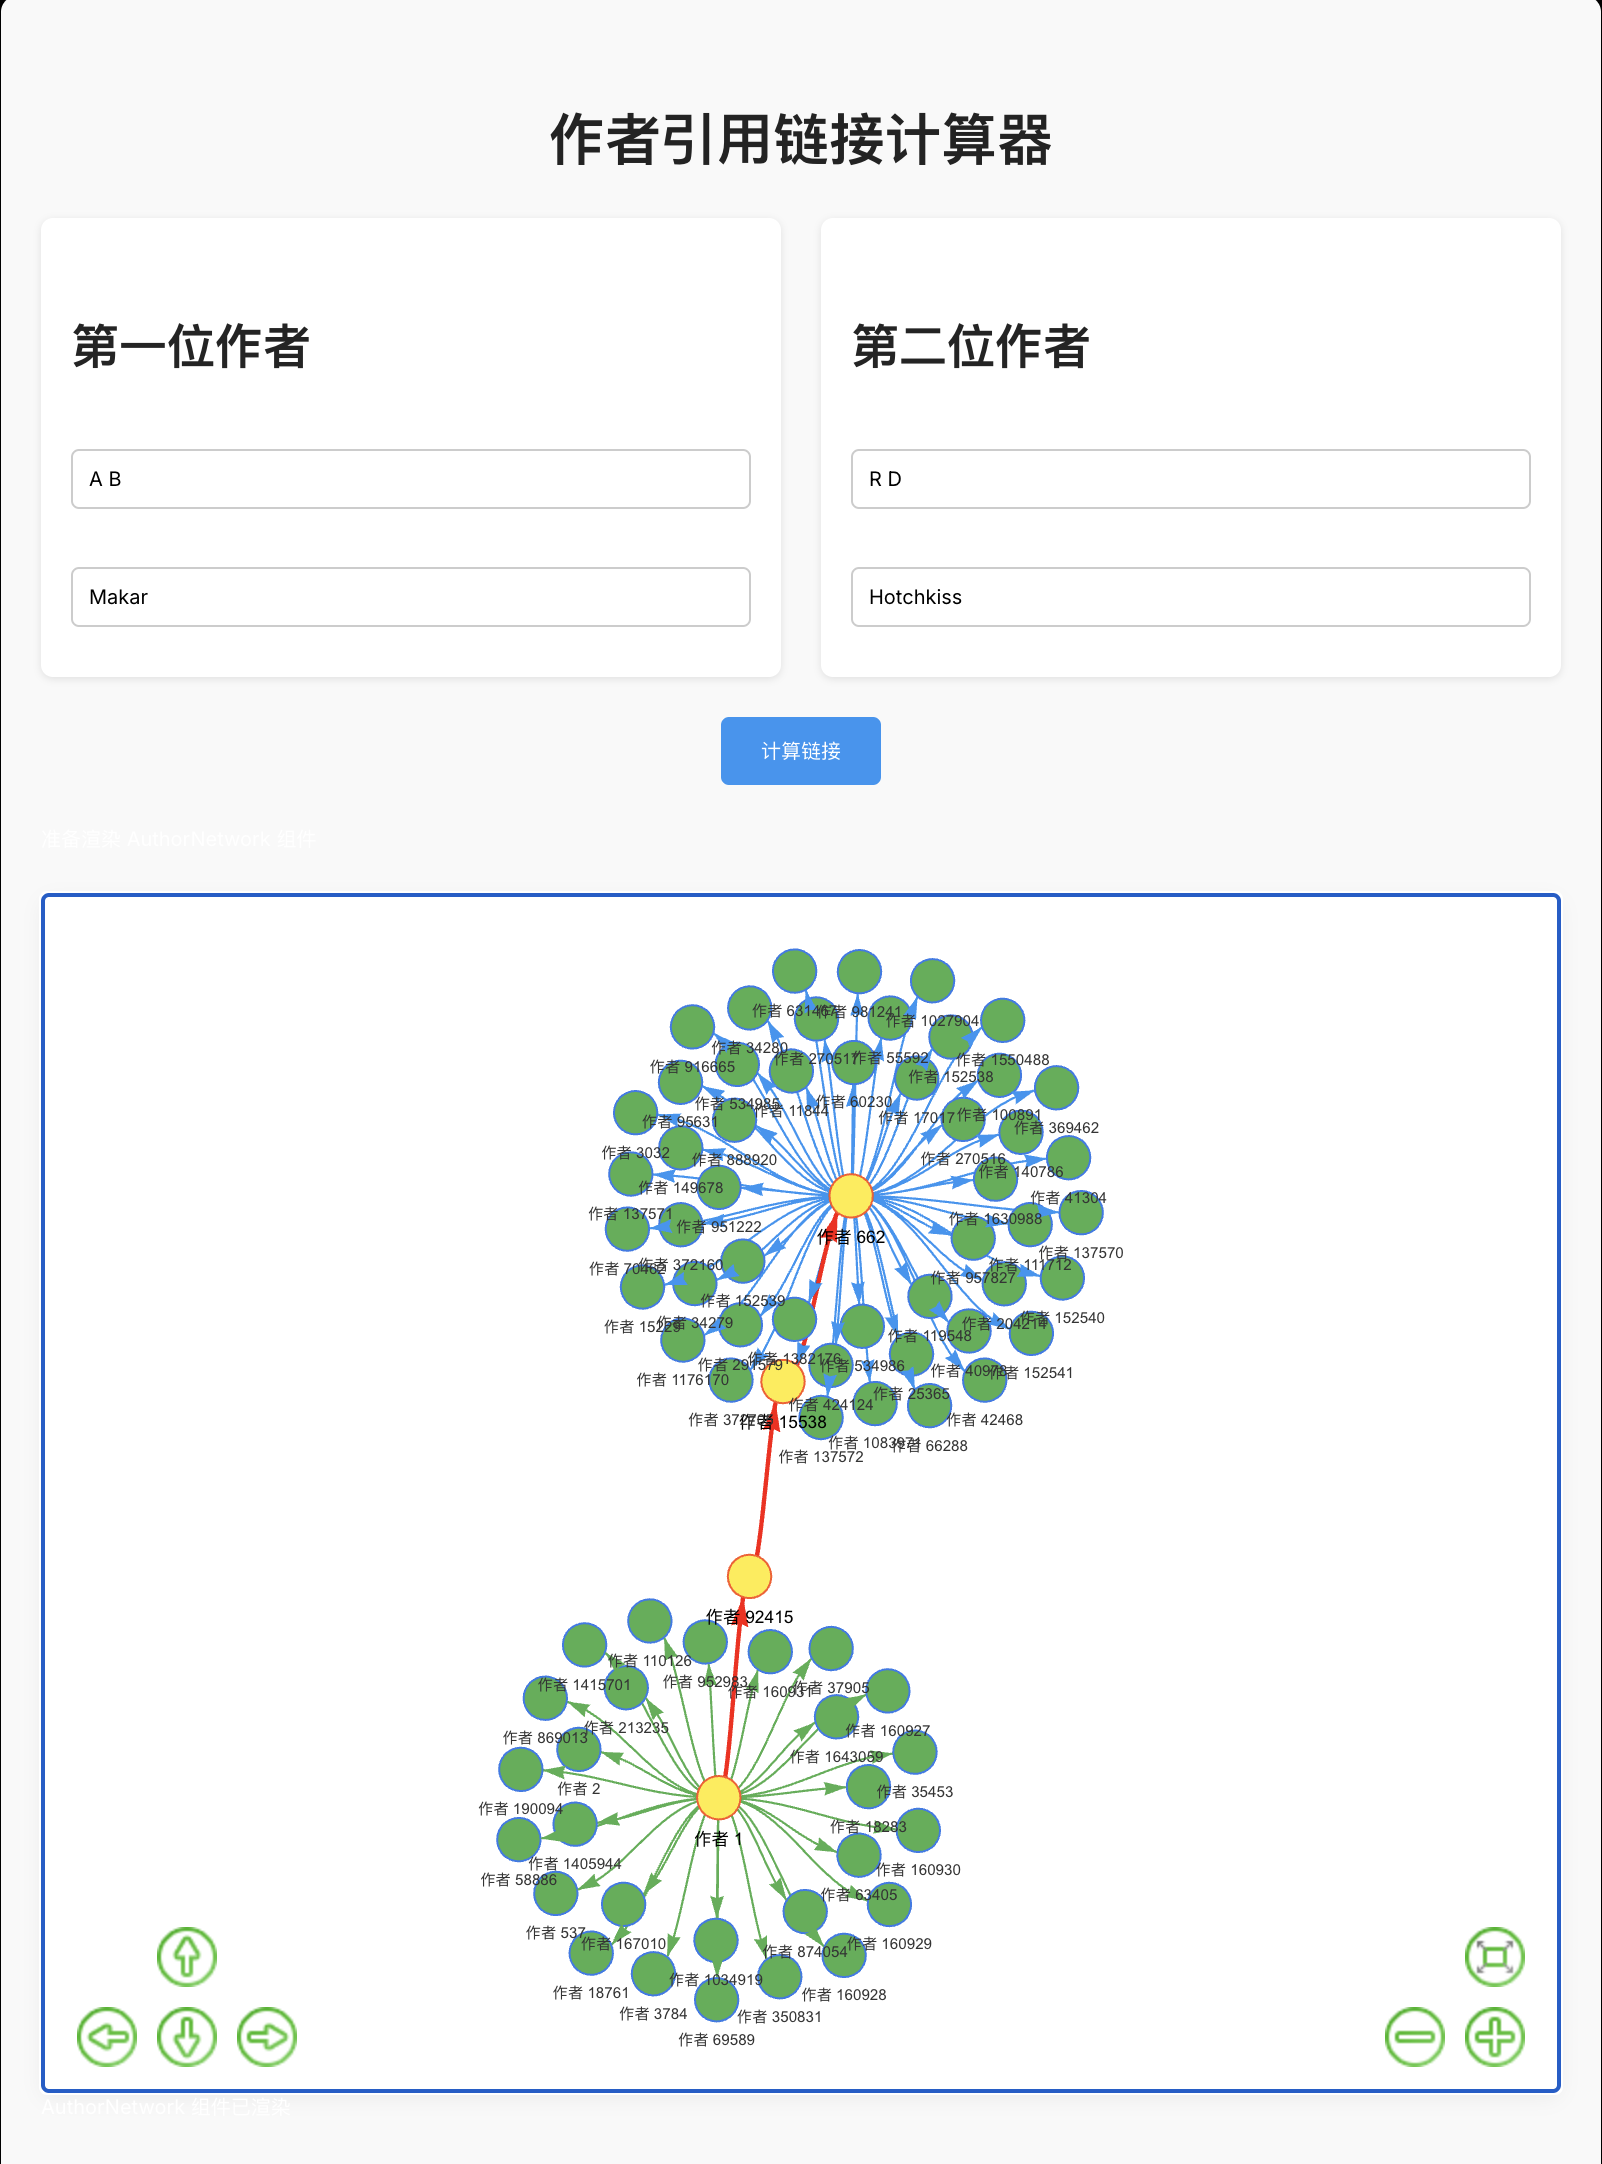 作者引用链接计算器
第一位作者
第二位作者
A B
R D
Makar
Hotchkiss
计算链接
准备渲染 AuthorNetwork 组件
作者 631467
作者 981241
作者 1027904
作者 34280
作者 270517
作者 55592
作者 1550488
作者 916665
作者 152538
作者 534985
作者 11844
作者 60230
作者 17017
作者 100891
作者 95631
作者 369462
作者 3032
作者 888920
作者 270516
作者 140786
作者 149678
作者 41304
作者 137571
作者 951222
作者 1630988
作者 662
作者 137570
作者 70462
作者 372160
作者 111712
作者 957827
作者 152539
作者 152540
作者 15229
作者 34279
作者 204214
作者 119548
作者 291579
作者 1382176
作者 534986
作者 40978
作者 152541
作者 1176170
作者 25365
作者 424124
作者
作者 15538
作者 42468
作者 1083971
作者 66288
作者 137572
作者 92415
作者 110126
作者 952983
作者 1415701
作者 160931
作者 37905
作者 213235
作者 160927
作者 869013
作者 1643059
作者 2
作者 35453
作者 190094
作者 18283
作者 1
作者 1405944
作者 160930
作者 58886
作者 63405
作者 537
作者 167010
作者 874054
作者 160929
作者 1034919
作者 18761
作者 160928
作者 3784
作者 350831
作者 69589
AuthorNetwork 组件已渲染